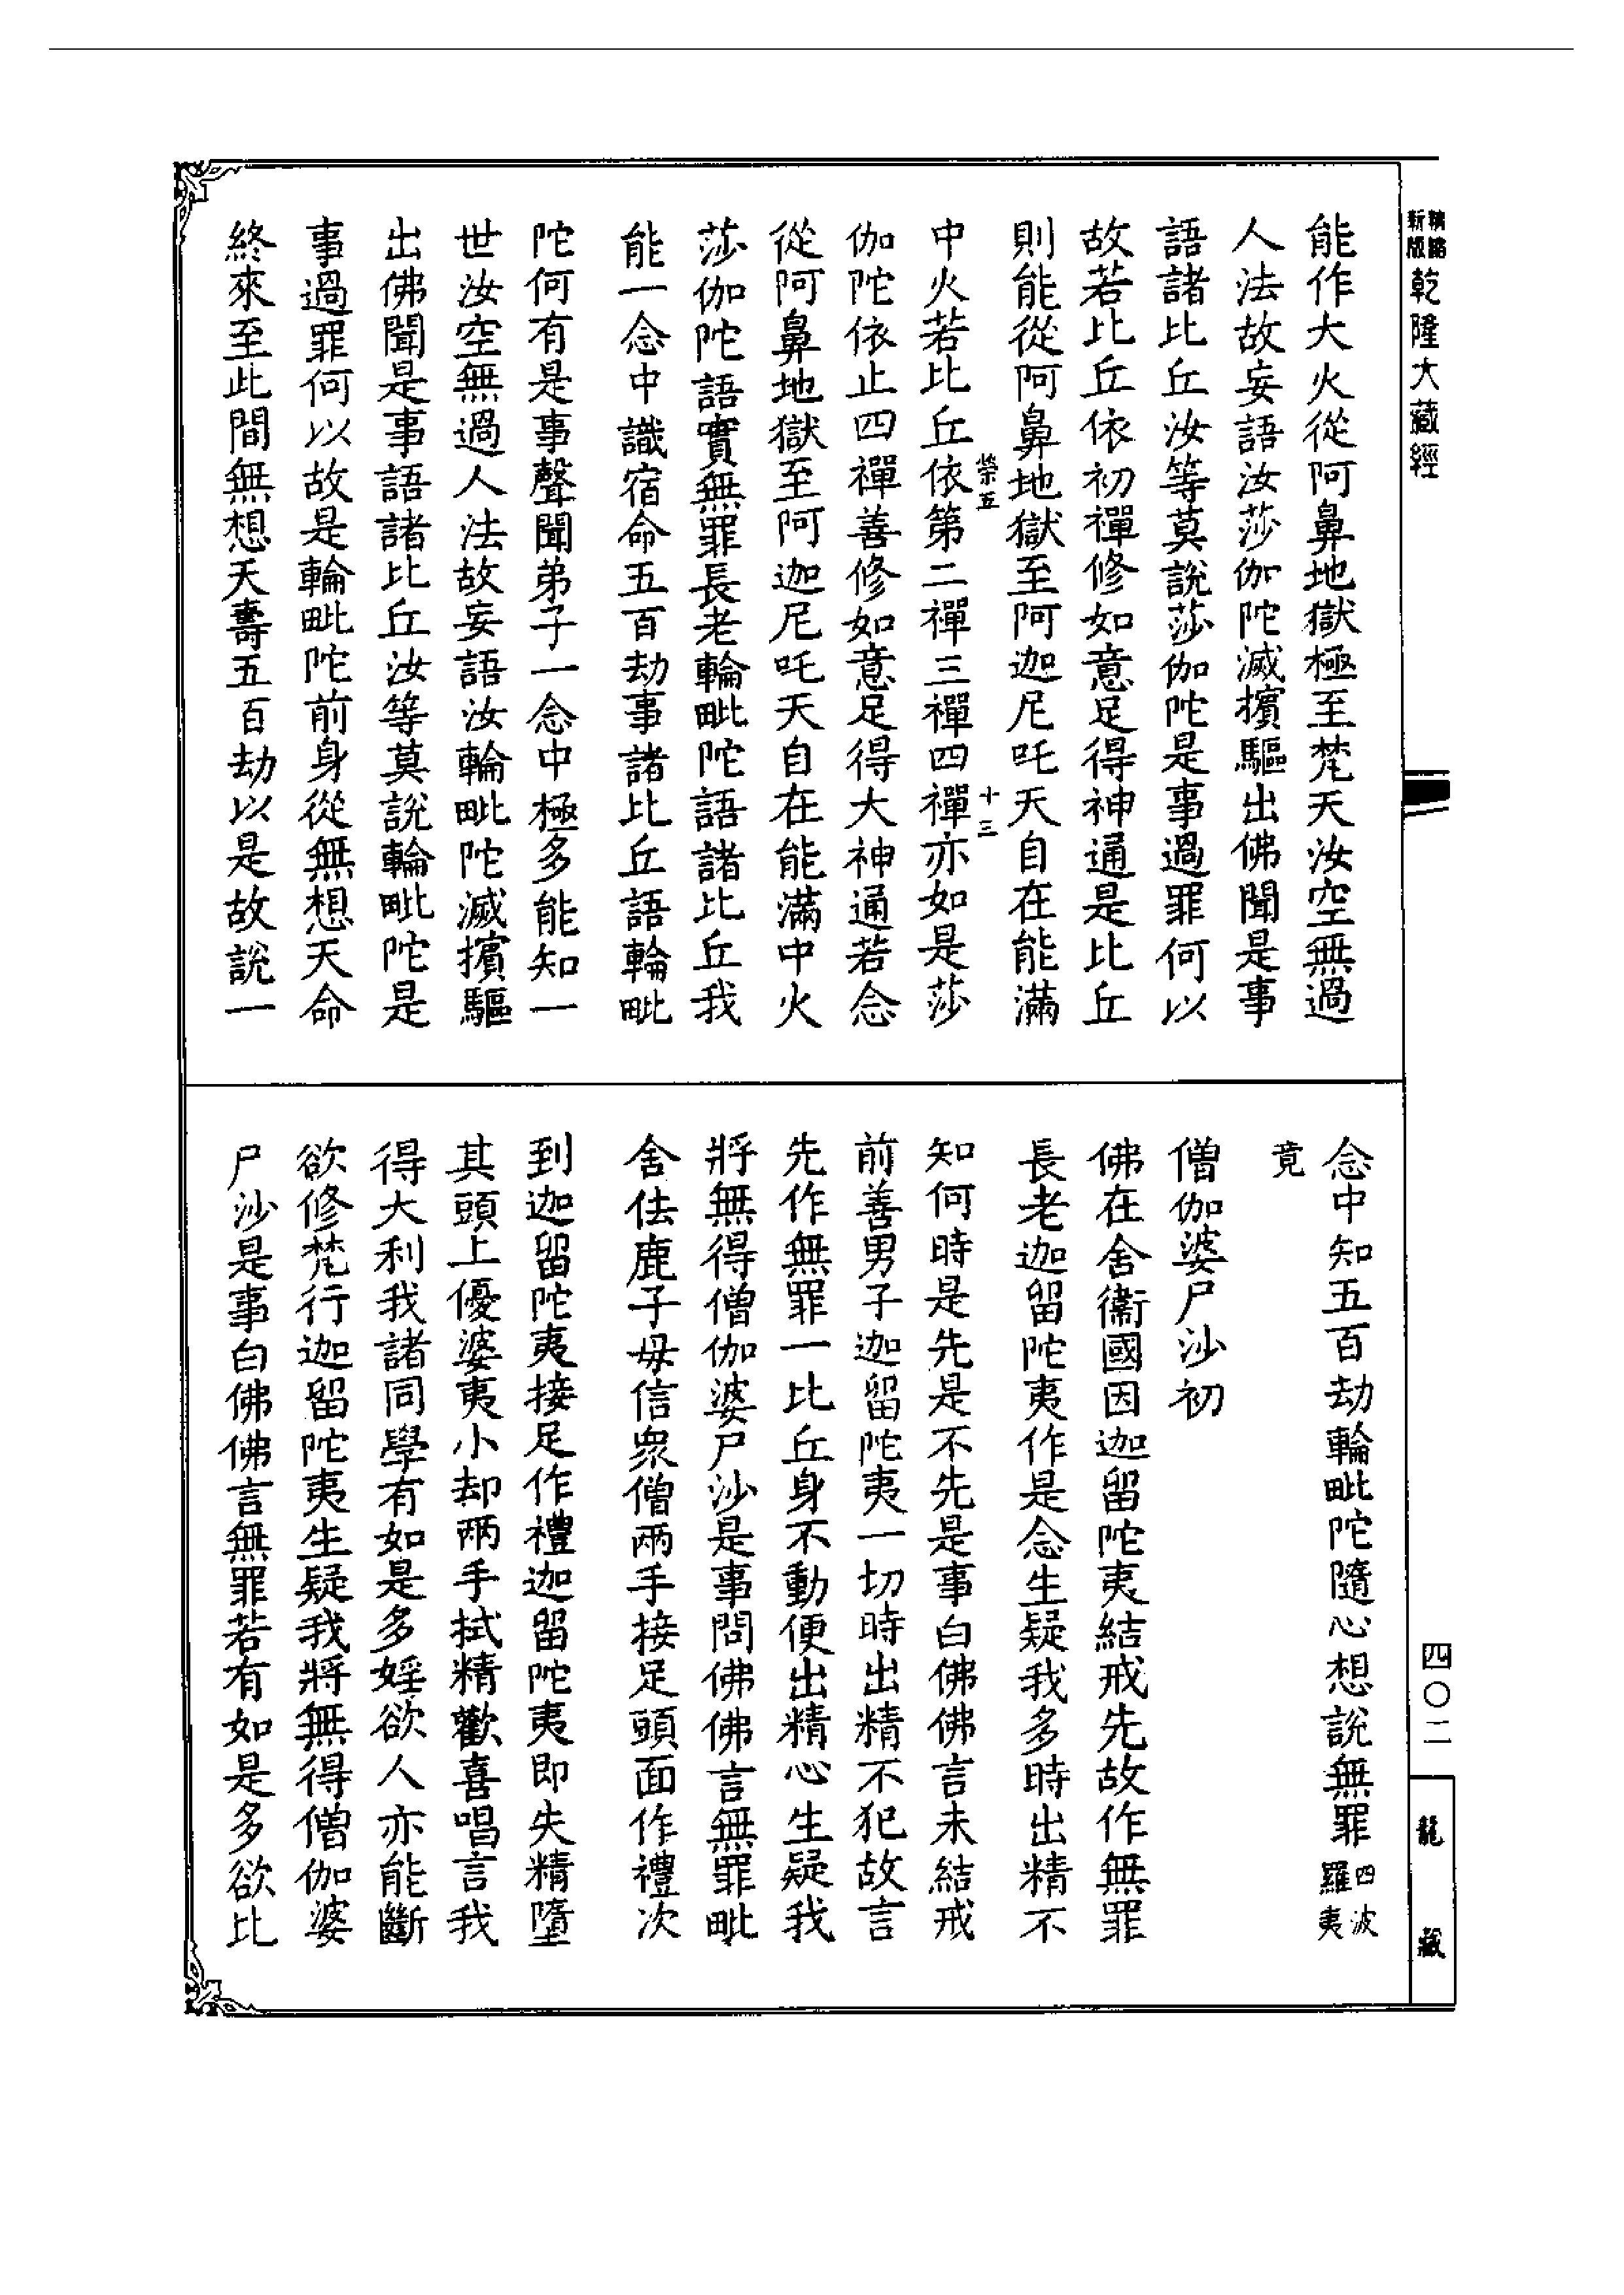 新版
精縮
乾隆大藏經
能作大火從阿鼻地獄極至梵天汝空無過
人法故妄語汝莎伽陀滅擯驅出佛聞是事
語諸比丘汝等莫說莎伽陀是事過罪何以
故若比丘依初禪修如意足得神通是比丘
則能從阿鼻地獄至阿迦尼吒天自在能滿
榮五
十三
中火若比丘依第二禪三禪四禪亦如是莎
伽陀依止四禪善修如意足得大神通若念
從阿鼻地獄至阿迦尼吒天自在能滿中火
莎伽陀語實無罪長老輪毗陀語諸比丘我
能一念中識宿命五百劫事諸比丘語輪毗
陀何有是事聲聞弟子一念中極多能知一
世汝空無過人法故妄語汝輪毗陀滅擯驅
出佛聞是事語諸比丘汝等莫說輪毗陀是
事過罪何以故是輪毗陀前身從無想天命
終來至此間無想天壽五百劫以是故說一
念中知五百劫輪毗陀隨心想說無罪四波羅夷
竟
僧伽婆尸沙初
佛在舍衛國因迦留陀夷結戒先故作無罪
長老迦留陀夷作是念生疑我多時出精不
知何時是先是不先是事白佛佛言未結戒
前善男子迦留陀夷一切時出精不犯故言
先作無罪一比丘身不動便出精心生疑我
將無得僧伽婆尸沙是事問佛佛言無罪毗
舍佉鹿子母信眾僧兩手接足頭面作禮次
到迦留陀夷接足作禮迦留陀夷即失精墮
其頭上優婆夷小却兩手拭精歡喜唱言我
得大利我諸同學有如是多婬欲人亦能斷
欲修梵行迦留陀夷生疑我將無得僧伽婆
尸沙是事白佛佛言無罪若有如是多欲比
四〇二
龍藏